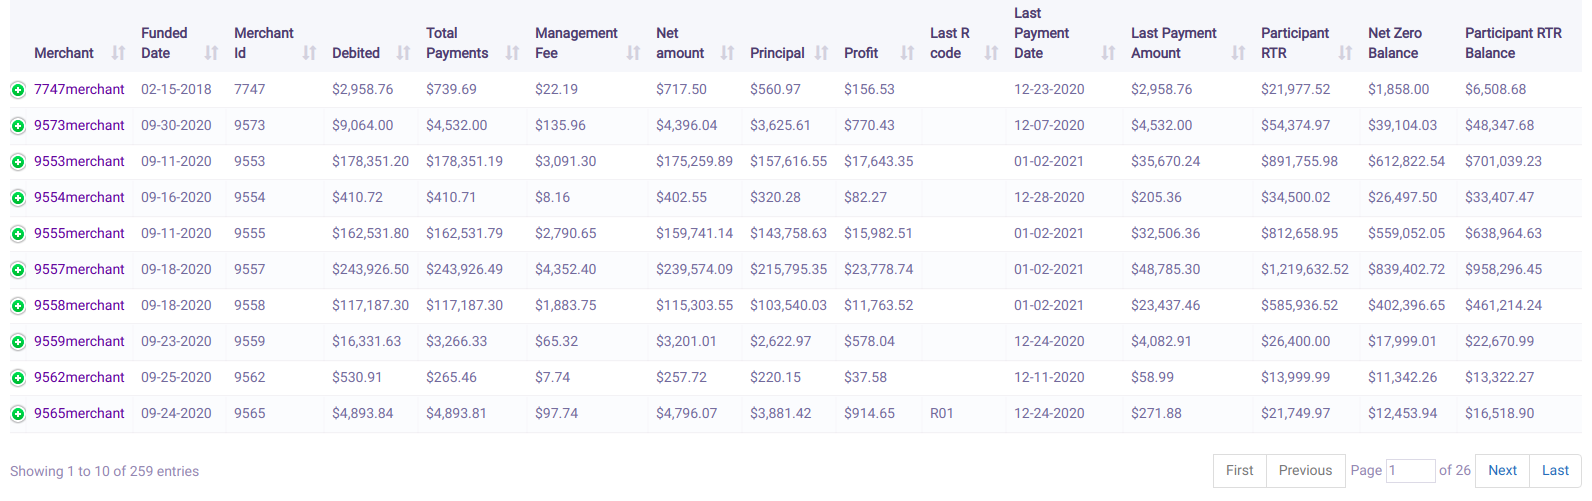 Merchant Funded Date Merchant Id Debited Total Payments Management Fee Net amount Principal Profit Last R code Last Payment Date Last Payment Amount Participant RTR Net Zero Balance Participant RTR Balance
7747merchant 02-15-2018 7747 $2,958.76 $739.69 $22.19 $717.50 $560.97 $156.53 12-23-2020 $2,958.76 $21,977.52 $1,858.00 $6,508.68
9573merchant 09-30-2020 9573 $9,064.00 $4,532.00 $135.96 $4,396.04 $3,625.61 $770.43 12-07-2020 $4,532.00 $54,374.97 $39,104.03 $48,347.68
9553merchant 09-11-2020 9553 $178,351.20 $178,351.19 $3,091.30 $175,259.89 $157,616.55 $17,643.35 01-02-2021 $35,670.24 $891,755.98 $612,822.54 $701,039.23
9554merchant 09-16-2020 9554 $410.72 $410.71 $8.16 $402.55 $320.28 $82.27 12-28-2020 $205.36 $34,500.02 $26,497.50 $33,407.47
9555merchant 09-11-2020 9555 $162,531.80 $162,531.79 $2,790.65 $159,741.14 $143,758.63 $15,982.51 01-02-2021 $32,506.36 $812,658.95 $559,052.05 $638,964.63
9557merchant 09-18-2020 9557 $243,926.50 $243,926.49 $4,352.40 $239,574.09 $215,795.35 $23,778.74 01-02-2021 $48,785.30 $1,219,632.52 $839,402.72 $958,296.45
9558merchant 09-18-2020 9558 $117,187.30 $117,187.30 $1,883.75 $115,303.55 $103,540.03 $11,763.52 01-02-2021 $23,437.46 $585,936.52 $402,396.65 $461,214.24
9559merchant 09-23-2020 9559 $16,331.63 $3,266.33 $65.32 $3,201.01 $2,622.97 $578.04 12-24-2020 $4,082.91 $26,400.00 $17,999.01 $22,670.99
9562merchant 09-25-2020 9562 $530.91 $265.46 $7.74 $257.72 $220.15 $37.58 12-11-2020 $58.99 $13,999.99 $11,342.26 $13,322.27
9565merchant 09-24-2020 9565 $4,893.84 $4,893.81 $97.74 $4,796.07 $3,881.42 $914.65 R01 12-24-2020 $271.88 $21,749.97 $12,453.94 $16,518.90
Showing 1 to 10 of 259 entries First Previous Page 1 of 26 Next Last